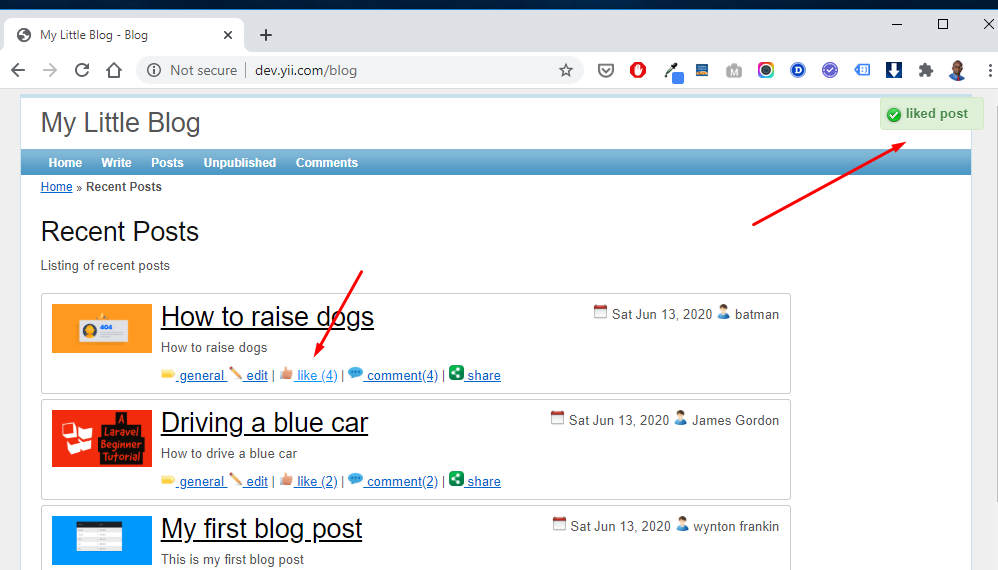 My Little Blog - Blog
Not secure | dev.yii.com/blog
My Little Blog
liked post
Home Write Posts Unpublished Comments
Home » Recent Posts
Recent Posts
Listing of recent posts
404
How to raise dogs
Sat Jun 13, 2020 batman
How to raise dogs
general edit | like (4) | comment(4) | share
A
Laravel
Beginner
Tutorial
Driving a blue car
Sat Jun 13, 2020 James Gordon
How to drive a blue car
general edit | like (2) | comment(2) | share
My first blog post
Sat Jun 13, 2020 wynton frankin
This is my first blog post